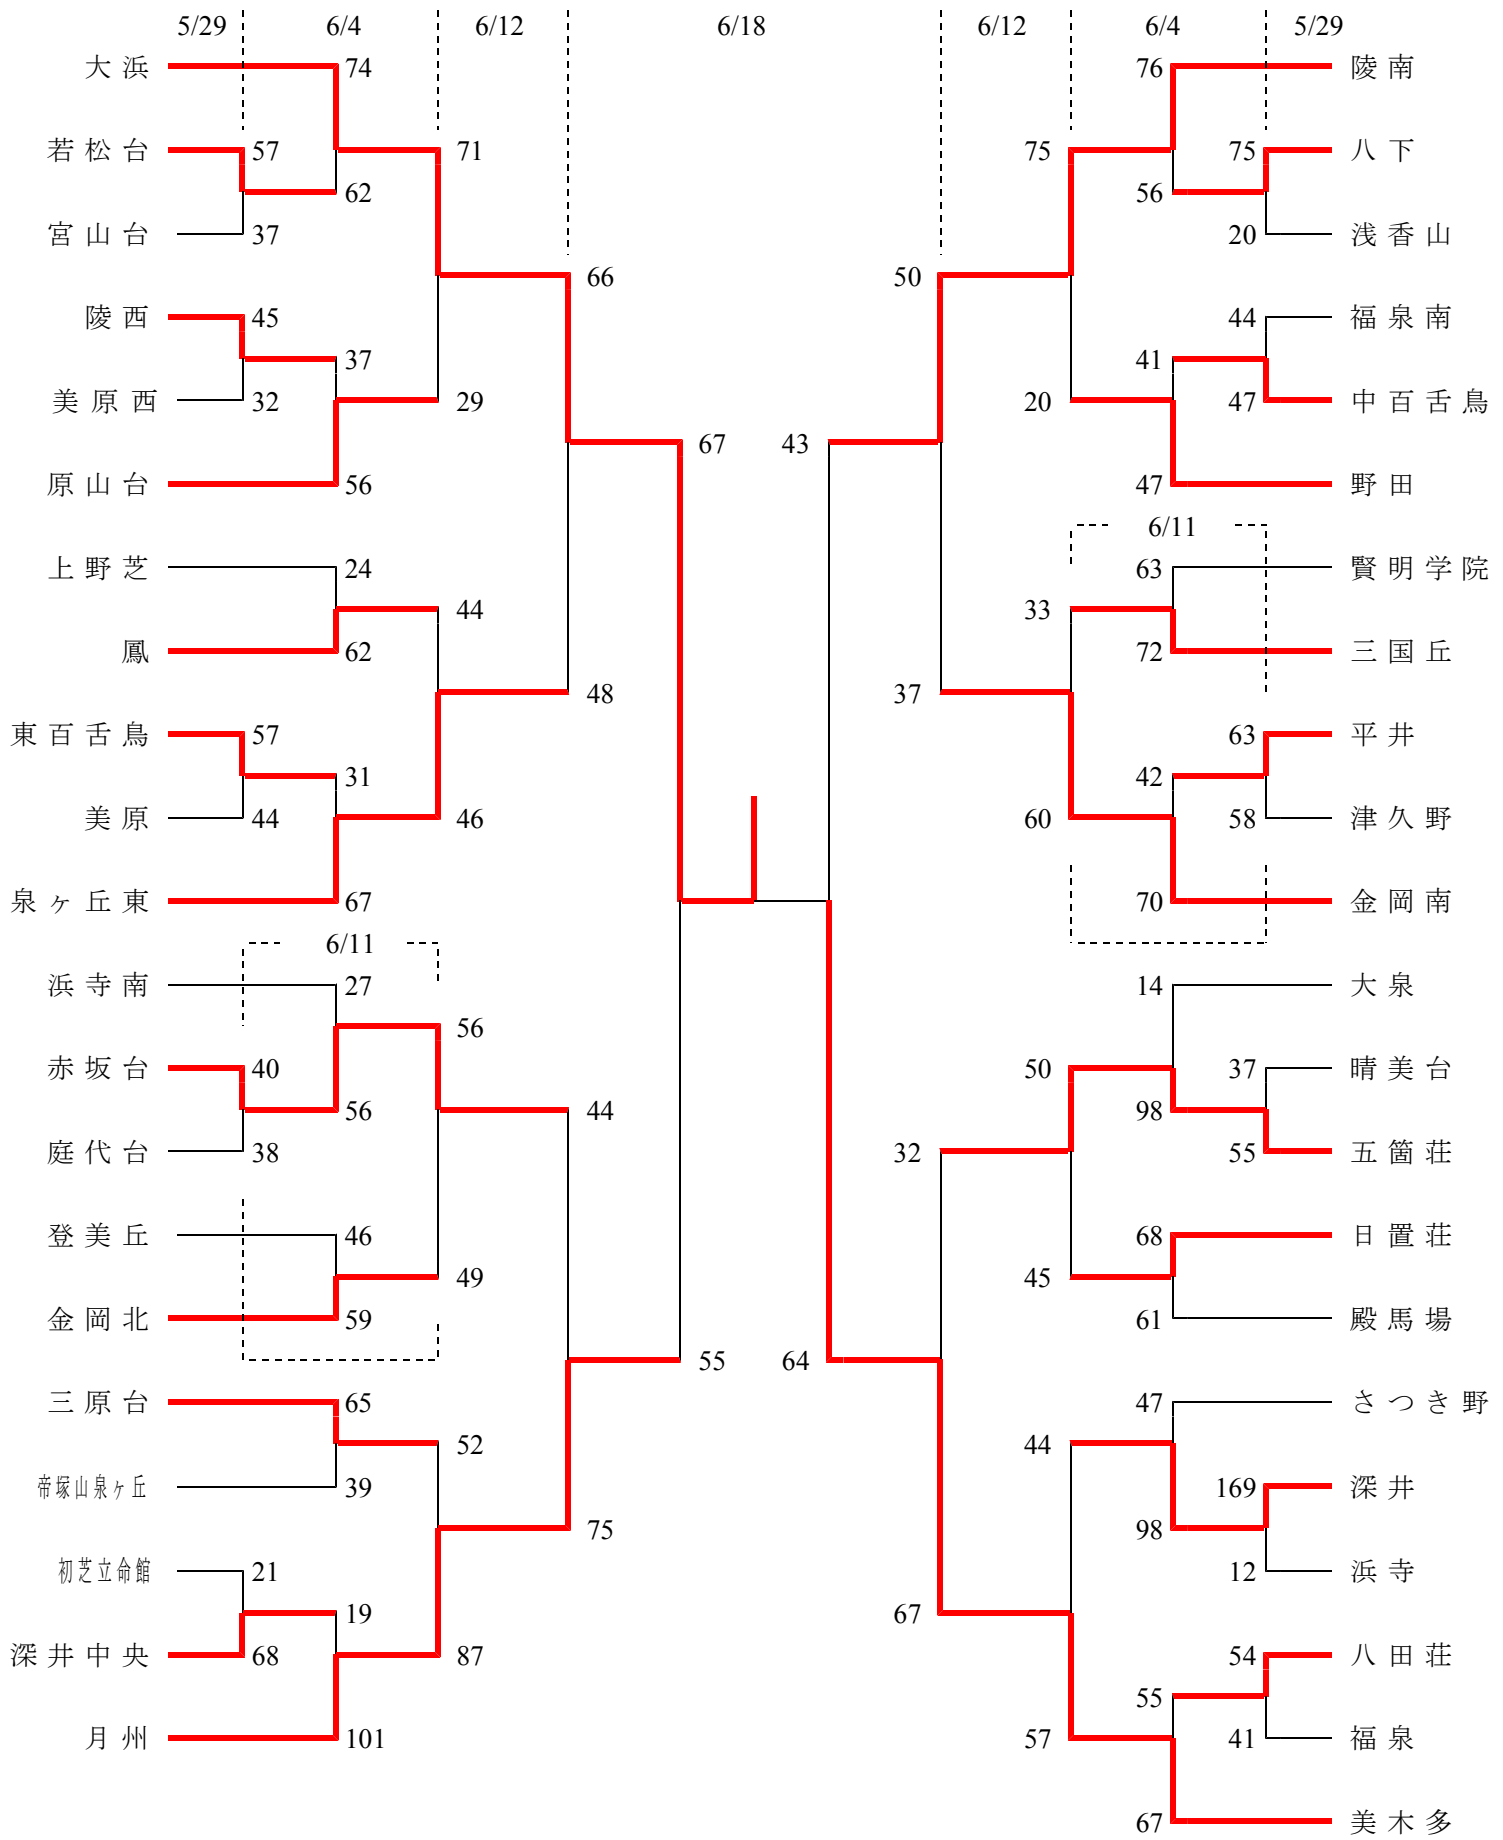 5/29 6/4 6/12 6/18 6/12 6/4 5/29
大浜 74 76 陵南
若松台 57 71 75 75 八下
62 56
宮山台 37 20 浅香山
66 50
陵西 45 44 福泉南
37 41
美原西 32 29 20 47 中百舌鳥
67 43
原山台 56 47 野田
6/11
上野芝 24 63 賢明学院
44 33
鳳 62 72 三国丘
48 37
東百舌鳥 57 63 平井
31 42
美原 44 46 60 58 津久野
泉ヶ丘東 67 70 金岡南
6/11
浜寺南 27 14 大泉
56
赤坂台 40 50 37 晴美台
56 44 98
庭代台 38 32 55 五箇荘
登美丘 46 68 日置荘
49 45
金岡北 59 61 殿馬場
55 64
三原台 65 47 さつき野
52 44
帝塚山泉ヶ丘 39 169 深井
75 98
初芝立命館 21 12 浜寺
19 67
深井中央 68 87 54 八田荘
55
月州 101 57 41 福泉
67 美木多